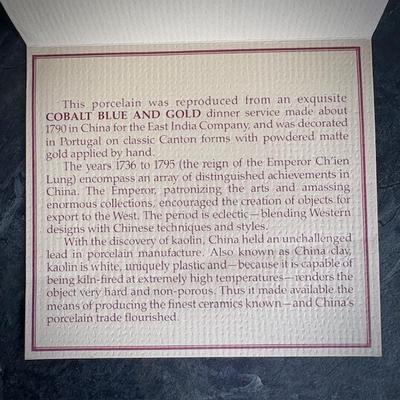 This porcelain was reproduced from an exquisite
COBALT BLUE AND GOLD dinner service made about
1790 in China for the East India Company, and was decorated
in Portugal on classic Canton forms with powdered matte
gold applied by hand.
The years 1736 to 1795 (the reign of the Emperor Ch'ien
Lung) encompass an array of distinguished achievements in
China. The Emperor, patronizing the arts and amassing
enormous collections, encouraged the creation of objects for
export to the West. The period is eclectic—blending Western
designs with Chinese techniques and styles.
With the discovery of kaolin, China held an unchallenged
lead in porcelain manufacture. Also known as China clay,
kaolin is white, uniquely plastic and—because it is capable of
being kiln-fired at extremely high temperatures—renders the
object very hard and non-porous. Thus it made available the
means of producing the finest ceramics known—and China's
porcelain trade flourished.